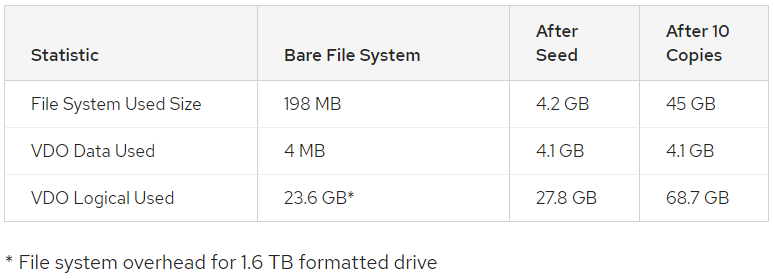 Statistic Bare File System After Seed After 10 Copies
File System Used Size 198 MB 4.2 GB 45 GB
VDO Data Used 4 MB 4.1 GB 4.1 GB
VDO Logical Used 23.6 GB* 27.8 GB 68.7 GB
* File system overhead for 1.6 TB formatted drive